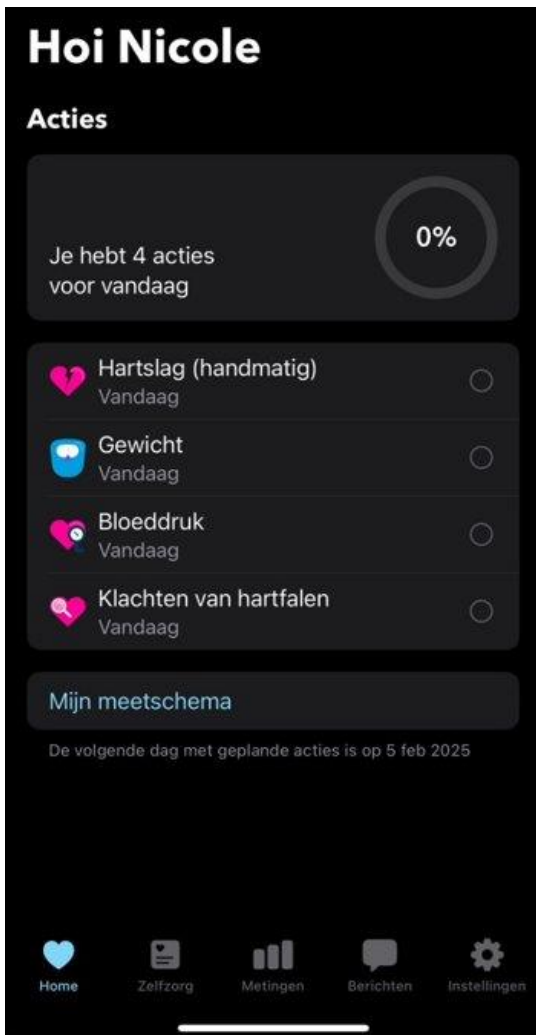 Hoi Nicole
Acties
Je hebt 4 acties
voor vandaag
0%
Hartslag (handmatig)
Vandaag
Gewicht
Vandaag
Bloeddruk
Vandaag
Klachten van hartfalen
Vandaag
Mijn meetschema
De volgende dag met geplande acties is op 5 feb 2025
Home
Zelfzorg
Metingen
Berichten
Instellingen